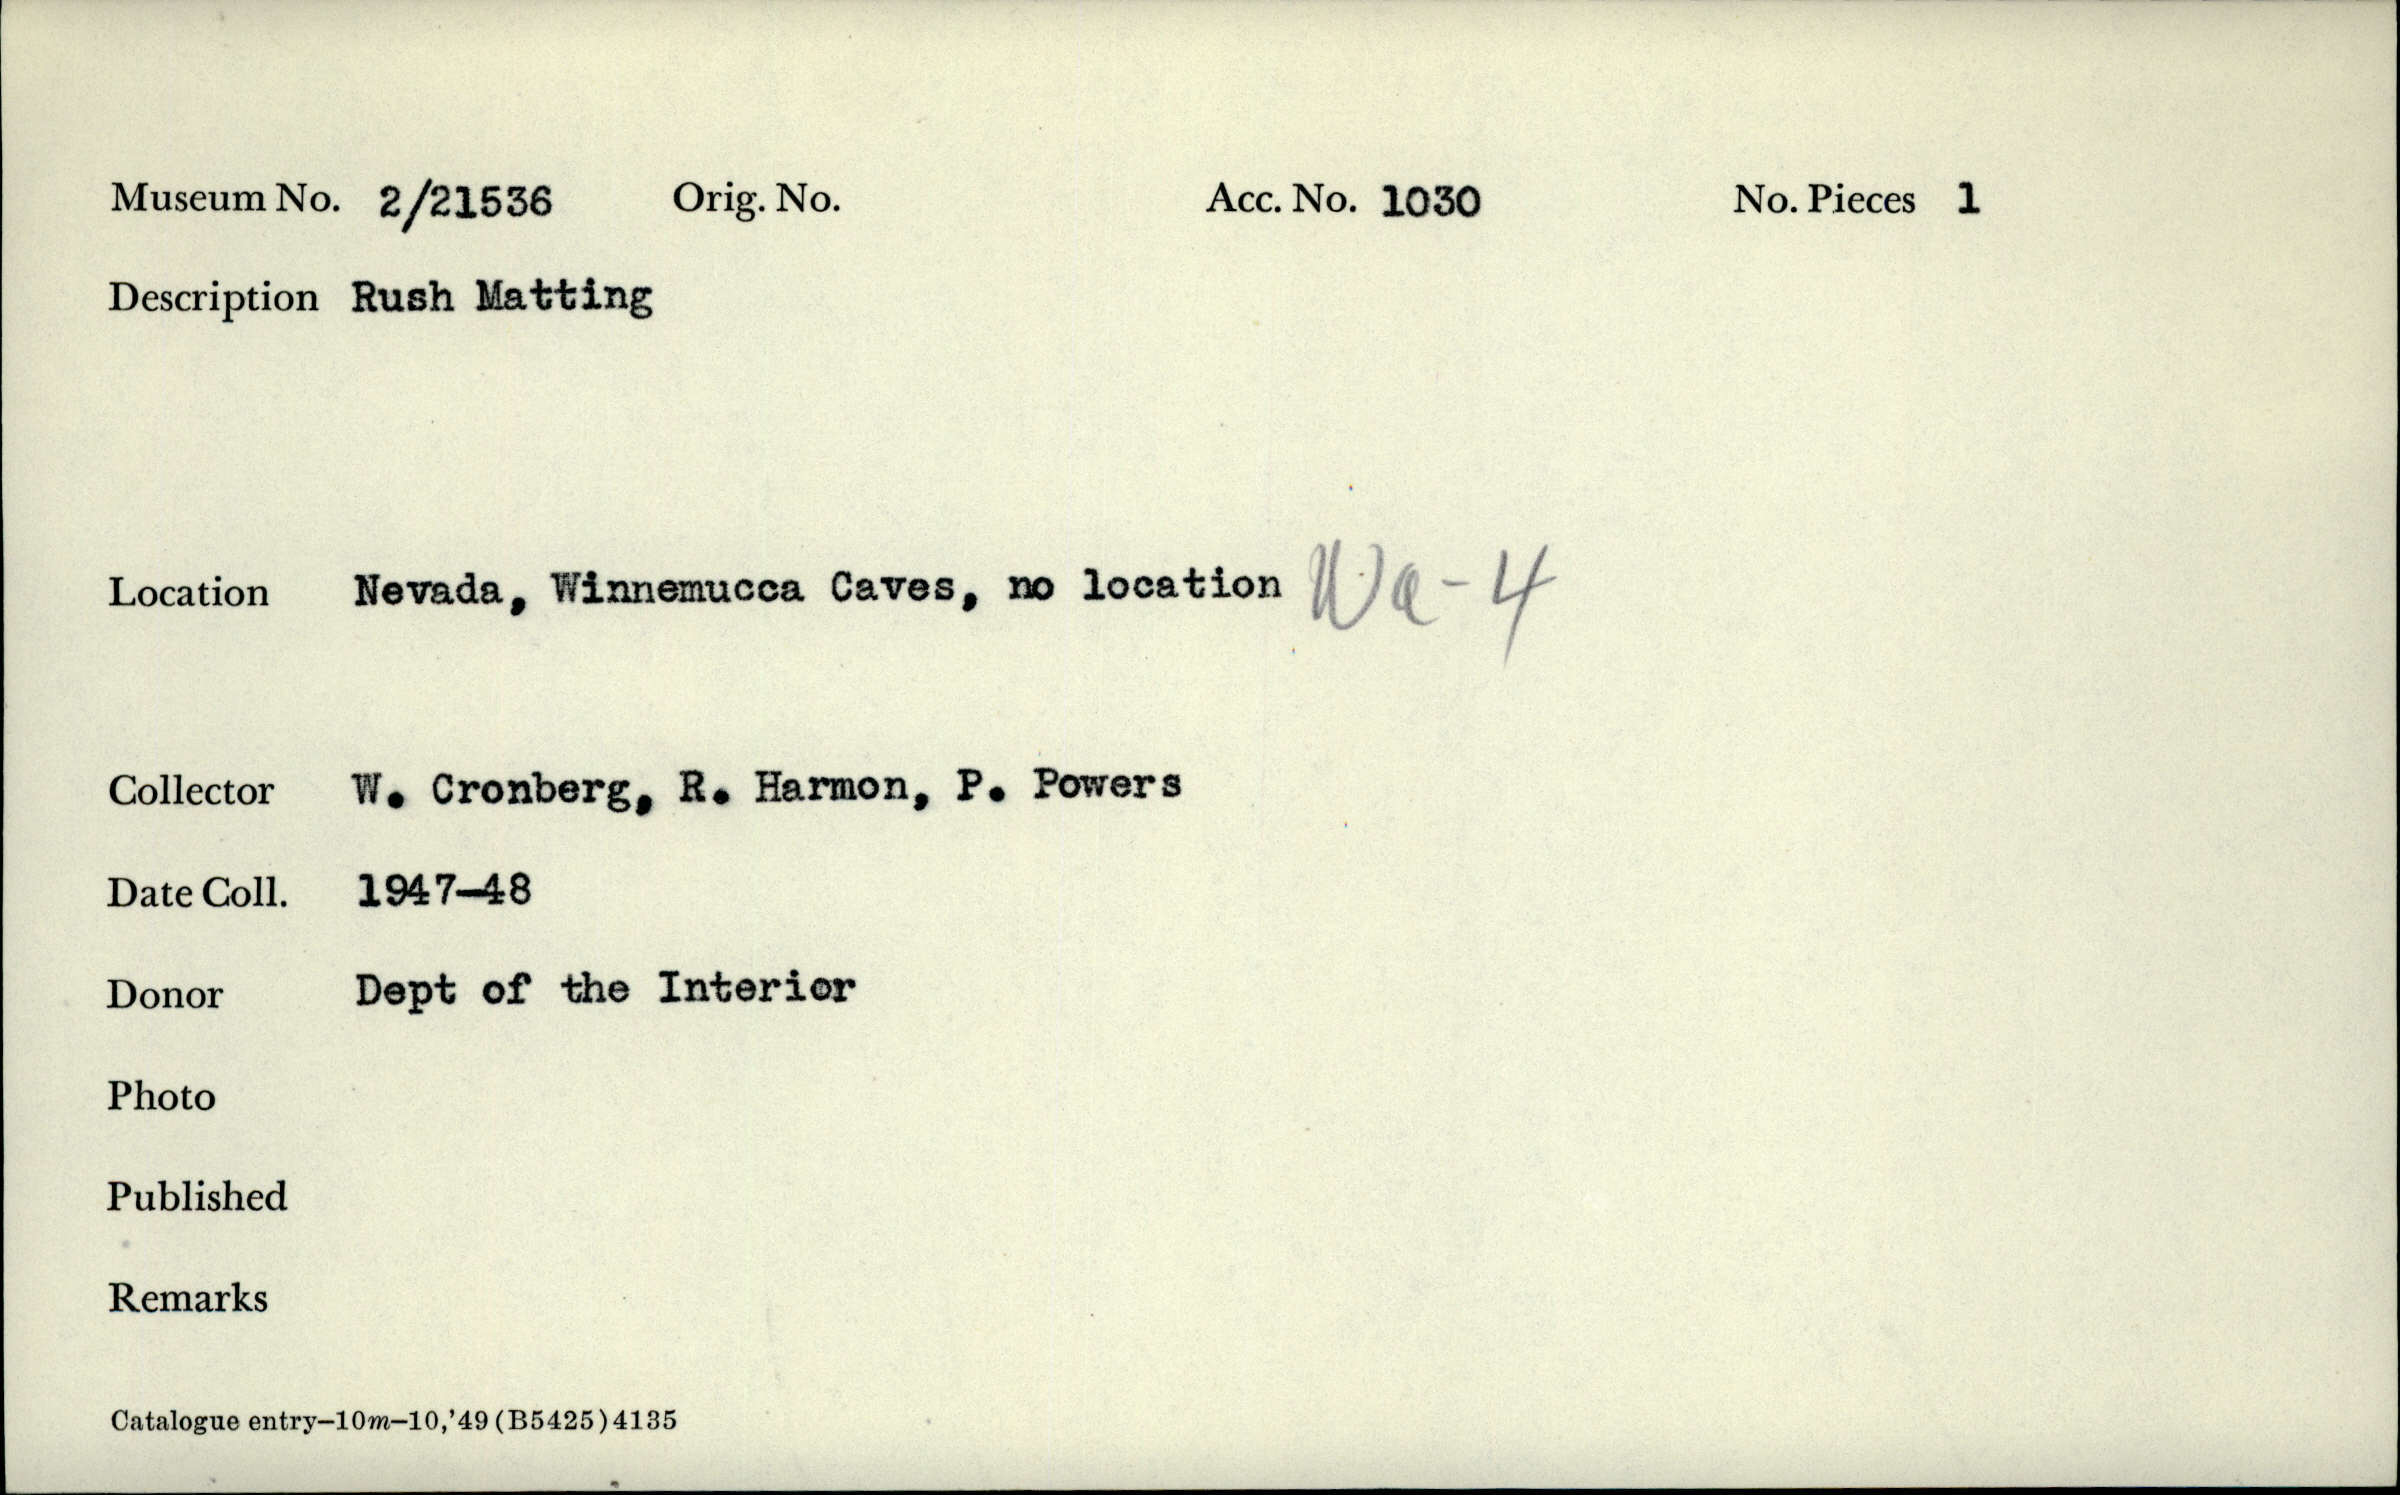 Museum No. 2/21536 Orig. No. Acc. No. 1030 No. Pieces 1
Description Rush Matting
Location Nevada, Winnemucca Caves, no location Wa-4
Collector W. Cronberg, R. Harmon, P. Powers
Date Coll. 1947-48
Donor Dept of the Interior
Photo
Published
Remarks
Catalogue entry—10m—10,'49 (B5425) 4135